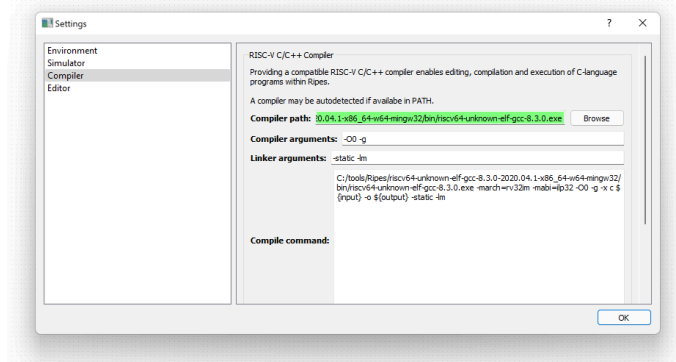 Settings
?
Environment
Simulator
Compiler
Editor
RISC-V C/C++ Compiler
Providing a compatible RISC-V C/C++ compiler enables editing, compilation and execution of C-language
programs within Ripes.
A compiler may be autodetected if availabe in PATH.
Compiler path: 20.04.1-x86_64-w64-mingw32/bin/riscv64-unknown-elf-gcc-8.3.0.exe Browse
Compiler arguments: -O0 -g
Linker arguments: -static -lm
C:/tools/Ripes/riscv64-unknown-elf-gcc-8.3.0-2020.04.1-x86_64-w64-mingw32/
bin/riscv64-unknown-elf-gcc-8.3.0.exe -march=rv32im -mabi=ilp32 -O0 -g -x c $
{input} -o ${output} -static -lm
Compile command:
OK